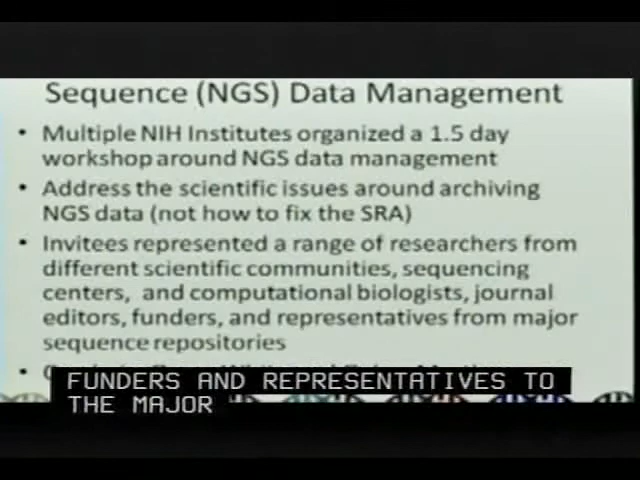 Sequence (NGS) Data Management
• Multiple NIH Institutes organized a 1.5 day
workshop around NGS data management
• Address the scientific issues around archiving
NGS data (not how to fix the SRA)
• Invitees represented a range of researchers from
different scientific communities, sequencing
centers, and computational biologists, journal
editors, funders, and representatives from major
sequence repositories
•
FUNDERS AND REPRESENTATIVES TO
THE MAJOR